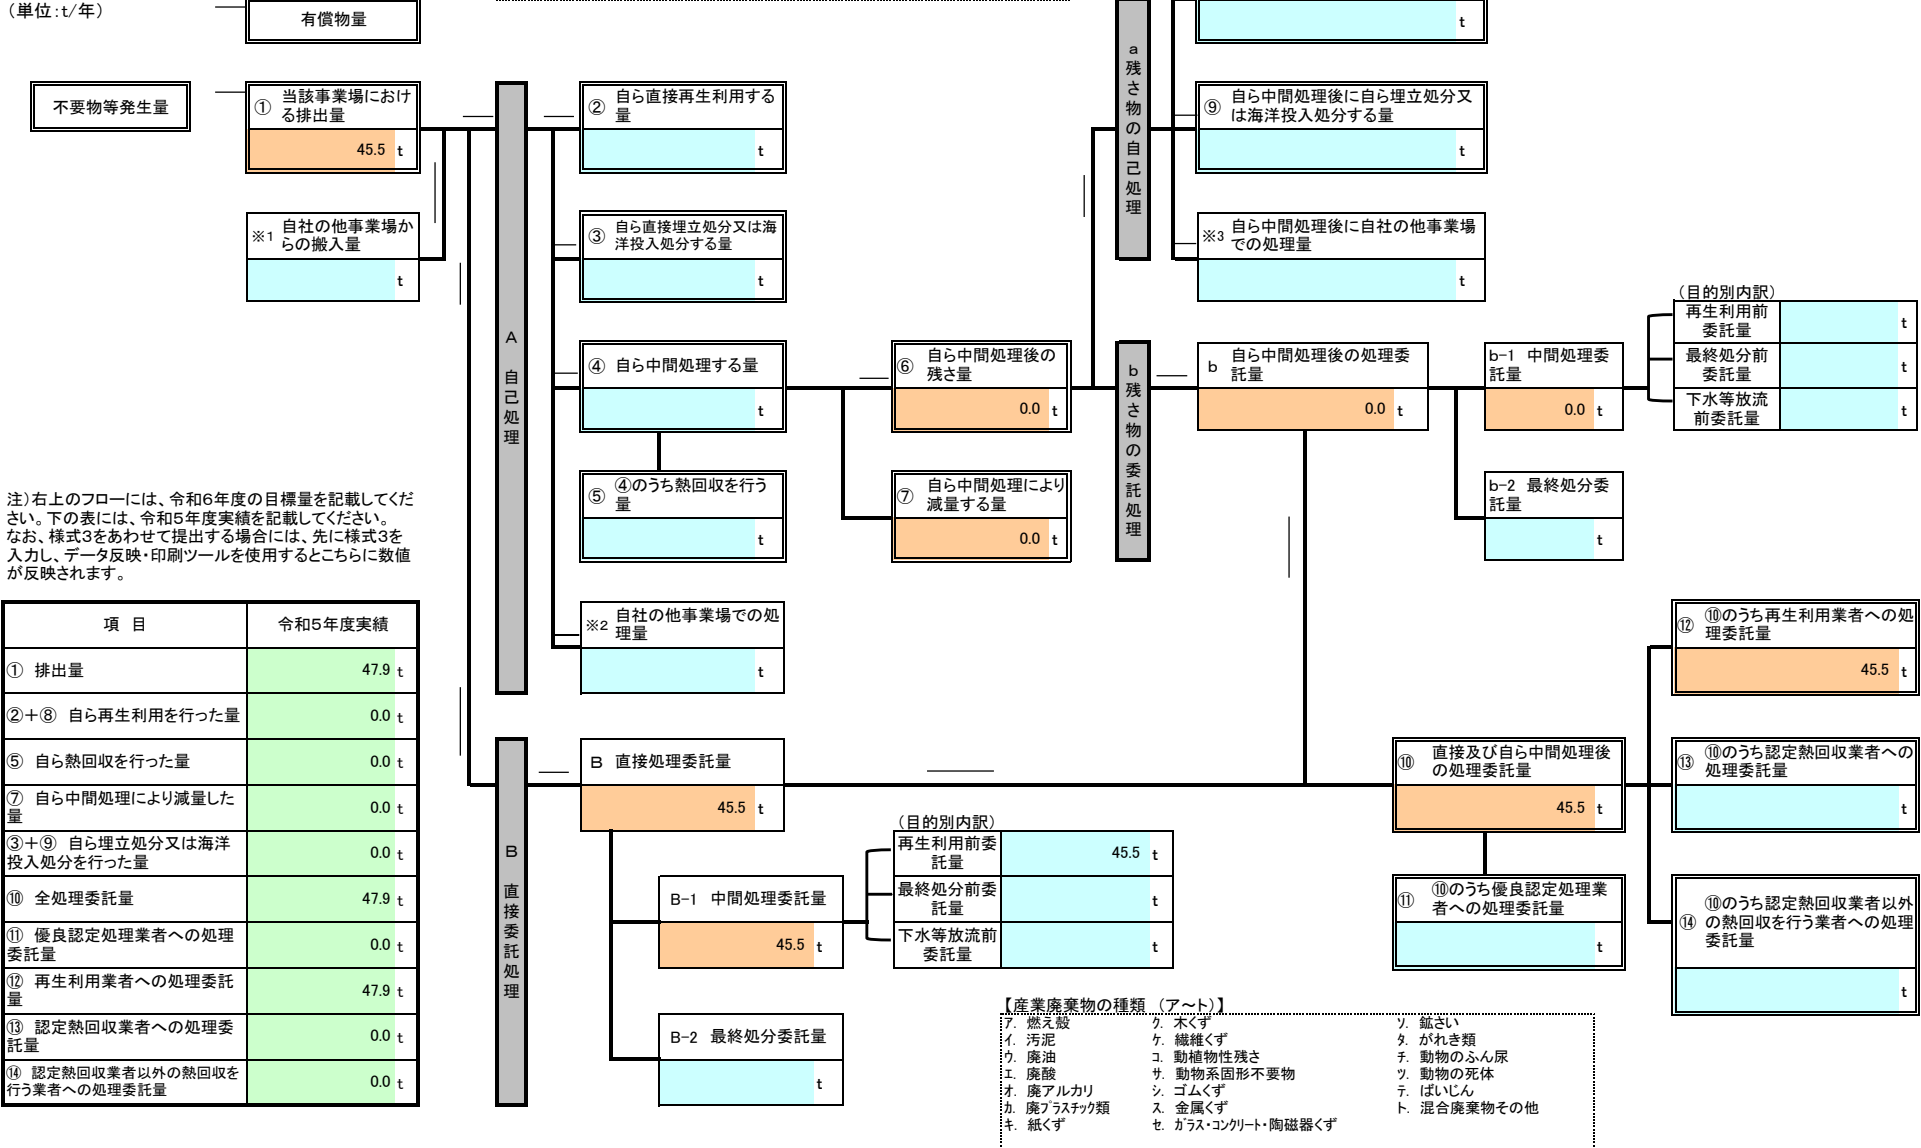 （単位:t/年）
有償物量
t
不要物等発生量
① 当該事業場におけ
る排出量
45.5 t
※1 自社の他事業場か
らの搬入量
t
A 自己処理
② 自ら直接再生利用する
量
t
③ 自ら直接埋立処分又は海
洋投入処分する量
t
④ 自ら中間処理する量
t
⑤ ④のうち熱回収を行う
量
t
※2 自社の他事業場での処
理量
t
⑥ 自ら中間処理後の
残さ量
0.0 t
⑦ 自ら中間処理により
減量する量
0.0 t
a 残さ物の自己処理
⑨ 自ら中間処理後に自ら埋立処分又
は海洋投入処分する量
t
※3 自ら中間処理後に自社の他事業場
での処理量
t
b 残さ物の委託処理
b 自ら中間処理後の処理委
託量
0.0 t
b-1 中間処理委
託量
0.0 t
（目的別内訳）
再生利用前
委託量
t
最終処分前
委託量
t
下水等放流
前委託量
t
b-2 最終処分委
託量
t
注）右上のフローには、令和６年度の目標量を記載してくだ
さい。下の表には、令和５年度実績を記載してください。
なお、様式３をあわせて提出する場合には、先に様式３を
入力し、データ反映・印刷ツールを使用するとこちらに数値
が反映されます。
項 目 令和５年度実績
① 排出量 47.9 t
②＋⑧ 自ら再生利用を行った量 0.0 t
⑤ 自ら熱回収を行った量 0.0 t
⑦ 自ら中間処理により減量した
量 0.0 t
③＋⑨ 自ら埋立処分又は海洋
投入処分を行った量 0.0 t
⑩ 全処理委託量 47.9 t
⑪ 優良認定処理業者への処理
委託量 0.0 t
⑫ 再生利用業者への処理委託
量 47.9 t
⑬ 認定熱回収業者への処理委
託量 0.0 t
⑭ 認定熱回収業者以外の熱回収を
行う業者への処理委託量 0.0 t
B 直接委託処理
B 直接処理委託量
45.5 t
B-1 中間処理委託量
45.5 t
（目的別内訳）
再生利用前委
託量
45.5 t
最終処分前委
託量
t
下水等放流前
委託量
t
B-2 最終処分委託量
t
⑩ 直接及び自ら中間処理後
の処理委託量
45.5 t
⑪ ⑩のうち優良認定処理業
者への処理委託量
t
⑫ ⑩のうち再生利用業者への処
理委託量
45.5 t
⑬ ⑩のうち認定熱回収業者への
処理委託量
t
⑭ ⑩のうち認定熱回収業者以外
の熱回収を行う業者への処理
委託量
t
【産業廃棄物の種類 （ア～ト）】
ア. 燃え殻 ク. 木くず ソ. 鉱さい
イ. 汚泥 ケ. 繊維くず タ. がれき類
ウ. 廃油 コ. 動植物性残さ チ. 動物のふん尿
エ. 廃酸 サ. 動物系固形不要物 ツ. 動物の死体
オ. 廃アルカリ シ. ゴムくず テ. ばいじん
カ. 廃プラスチック類 ス. 金属くず ト. 混合廃棄物その他
キ. 紙くず セ. ガラス・コンクリート・陶磁器くず